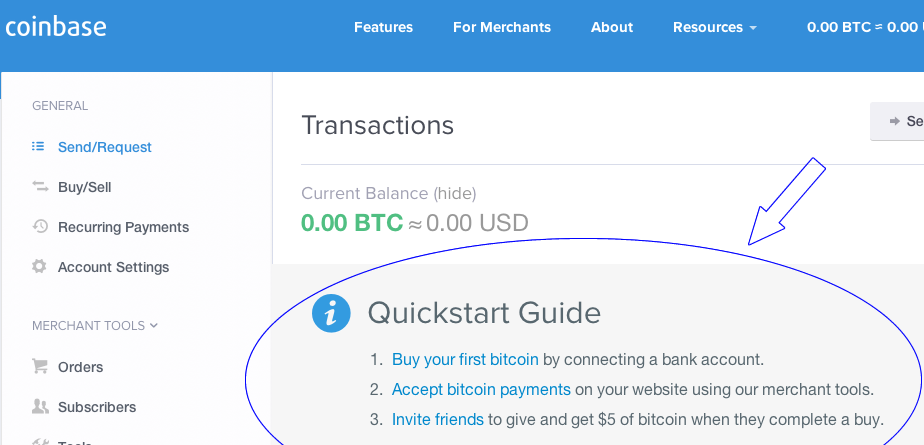 coinbase
Features
For Merchants
About
Resources
0.00 BTC ≈ 0.00
GENERAL
Send/Request
Buy/Sell
Recurring Payments
Account Settings
MERCHANT TOOLS
Orders
Subscribers
Tools
Transactions
Current Balance (hide)
0.00 BTC ≈ 0.00 USD
Quickstart Guide
1. Buy your first bitcoin by connecting a bank account.
2. Accept bitcoin payments on your website using our merchant tools.
3. Invite friends to give and get $5 of bitcoin when they complete a buy.